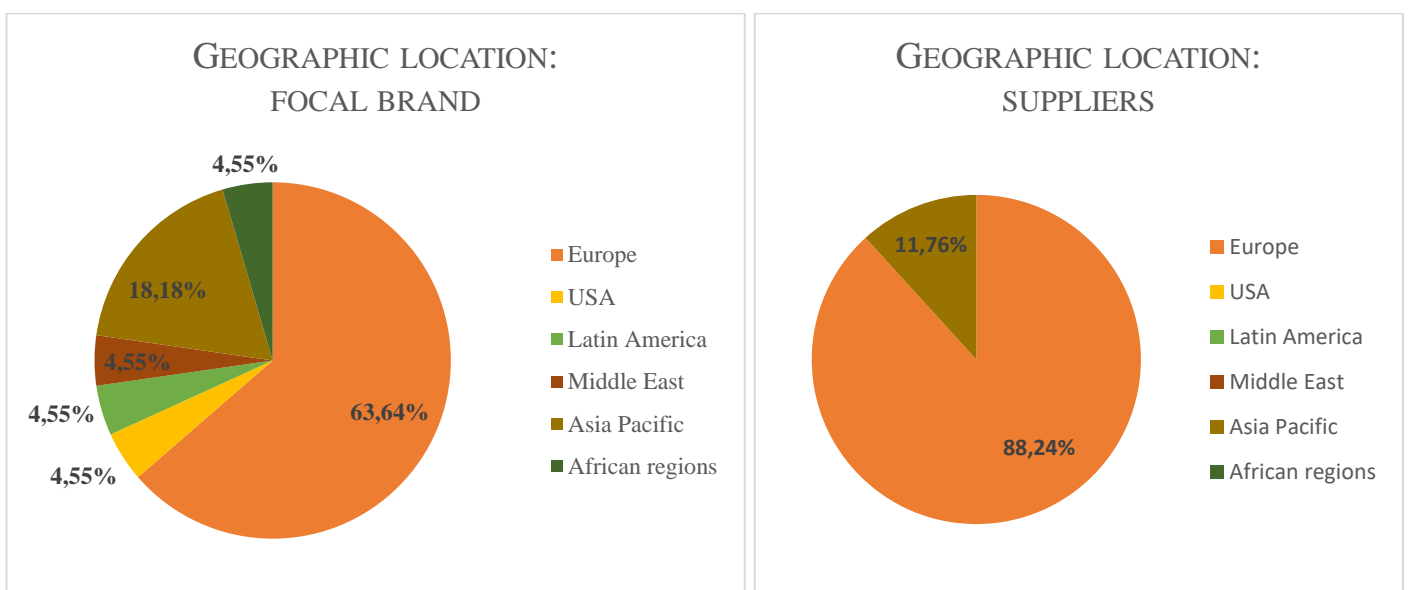 GEOGRAPHIC LOCATION:
FOCAL BRAND
4,55%
18,18%
4,55%
4,55%
4,55%
63,64%
Europe
USA
Latin America
Middle East
Asia Pacific
African regions
GEOGRAPHIC LOCATION:
SUPPLIERS
11,76%
88,24%
Europe
USA
Latin America
Middle East
Asia Pacific
African regions